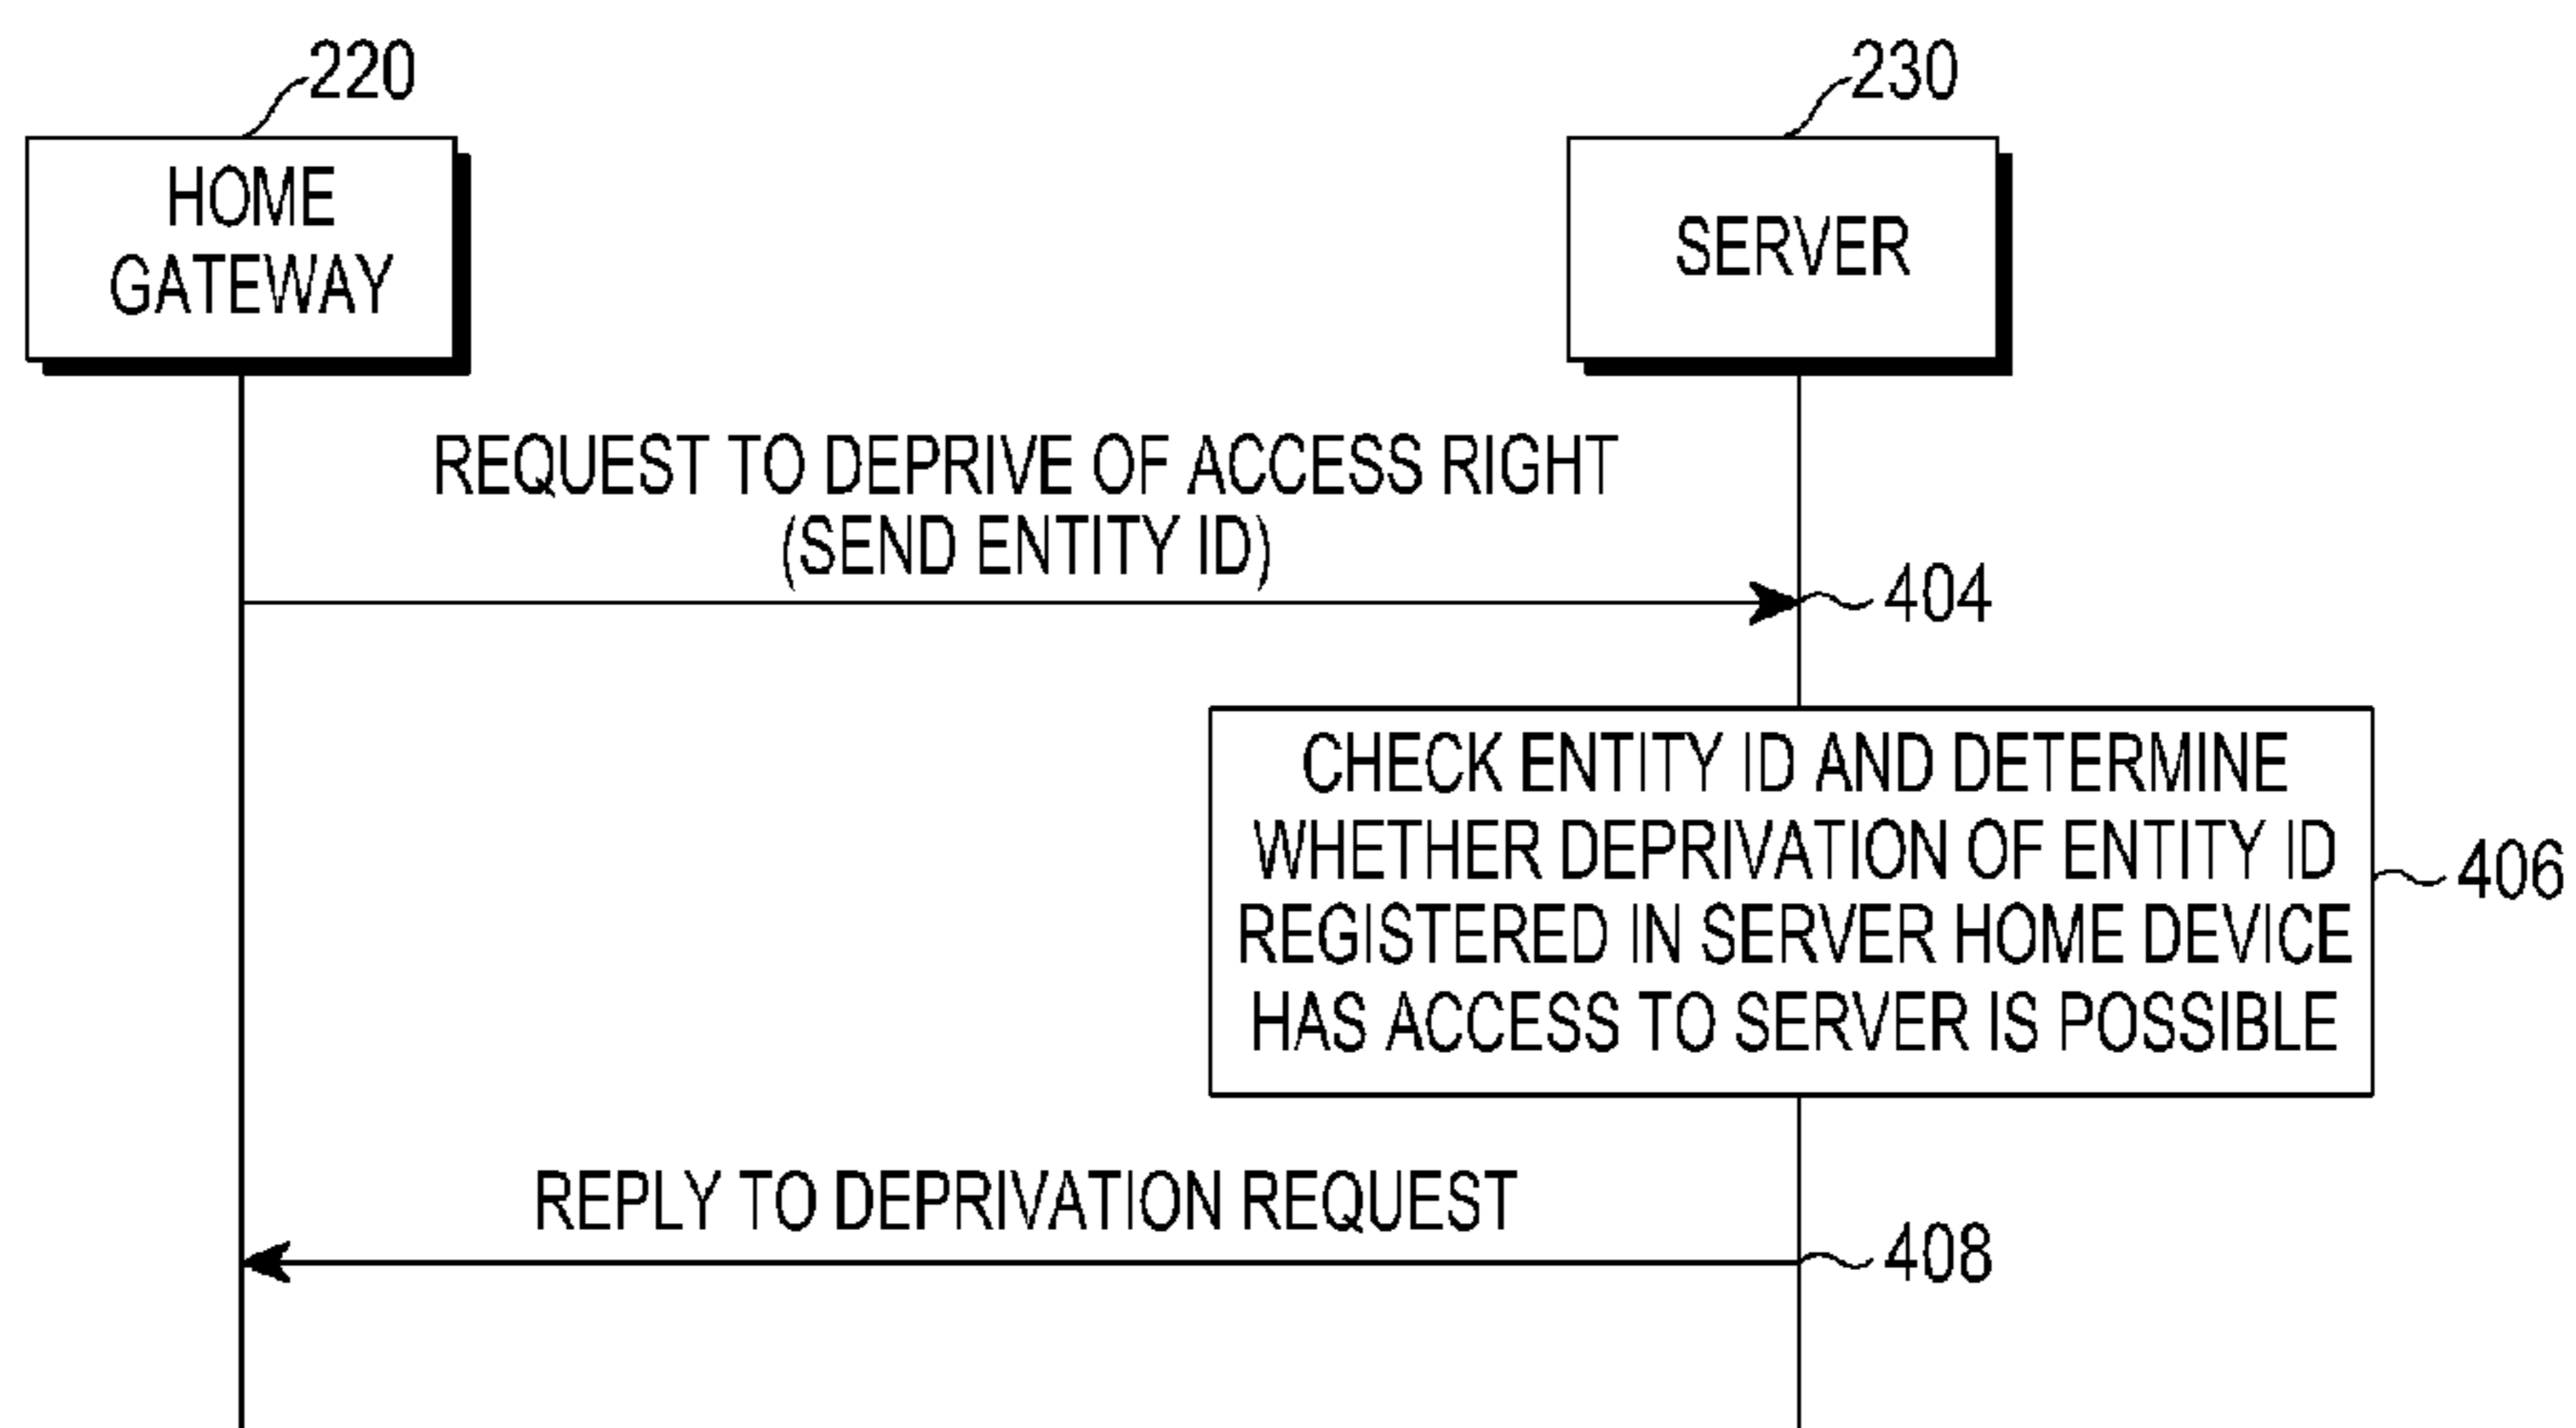 220
230
HOME
GATEWAY
SERVER
REQUEST TO DEPRIVE OF ACCESS RIGHT
(SEND ENTITY ID)
404
CHECK ENTITY ID AND DETERMINE
WHETHER DEPRIVATION OF ENTITY ID
REGISTERED IN SERVER HOME DEVICE
HAS ACCESS TO SERVER IS POSSIBLE
406
REPLY TO DEPRIVATION REQUEST
408